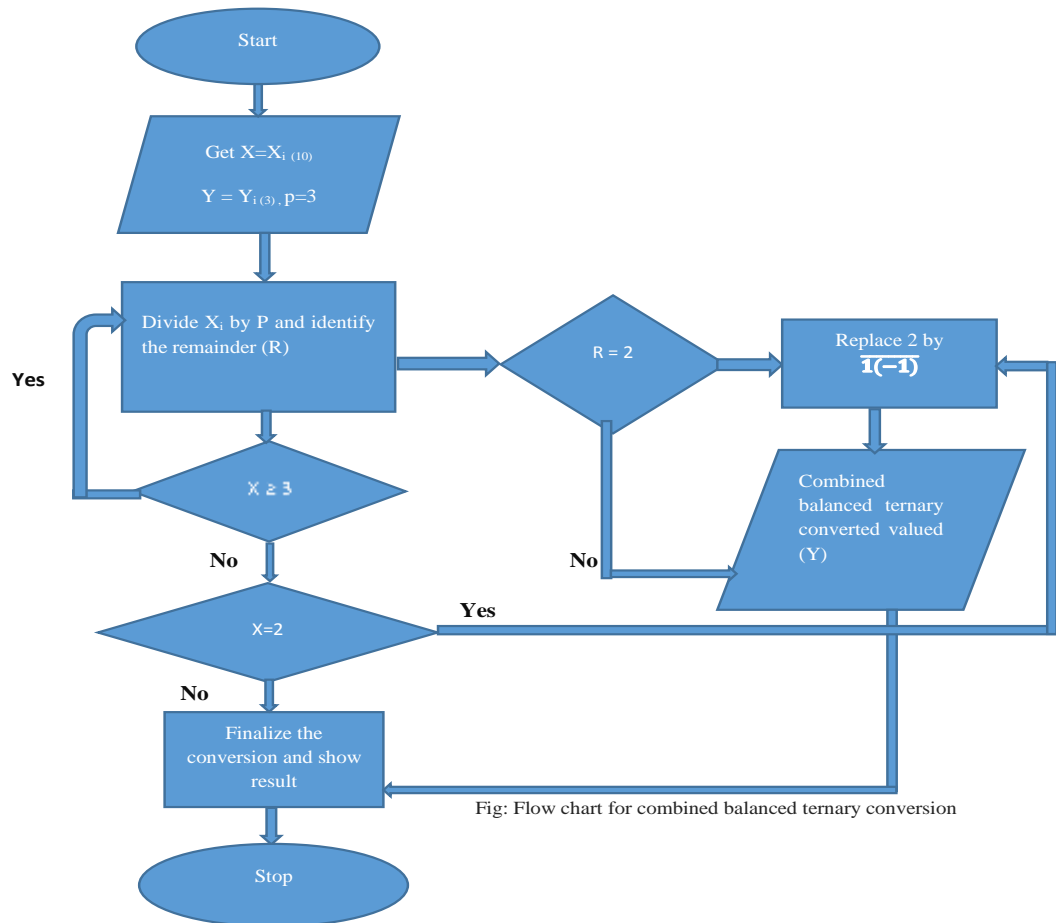 Start
Get X=Xᵢ ₍₁₀₎
Y = Yᵢ ₍₃₎ , p=3
Divide Xᵢ by P and identify
the remainder (R)
R = 2
Replace 2 by
1(−1)
Yes
X ≥ 3
Combined
balanced ternary
converted valued
(Y)
No
No
X=2
Yes
No
Finalize the
conversion and show
result
Fig: Flow chart for combined balanced ternary conversion
Stop